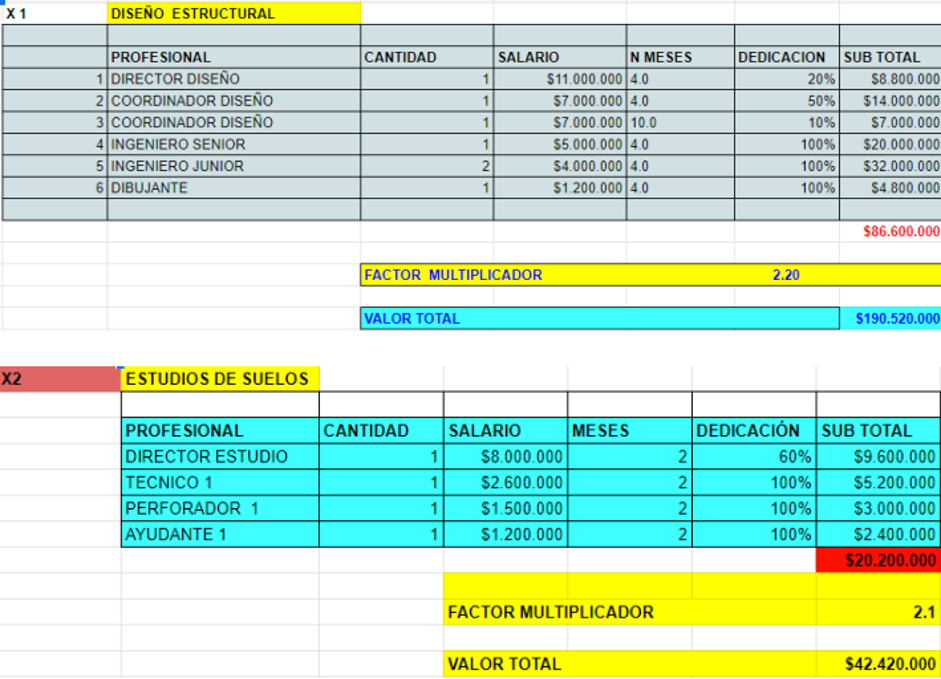 X 1 DISEÑO ESTRUCTURAL
PROFESIONAL CANTIDAD SALARIO N MESES DEDICACION SUB TOTAL
1 DIRECTOR DISEÑO 1 $11.000.000 4.0 20% $8.800.000
2 COORDINADOR DISEÑO 1 $7.000.000 4.0 50% $14.000.000
3 COORDINADOR DISEÑO 1 $7.000.000 10.0 10% $7.000.000
4 INGENIERO SENIOR 1 $5.000.000 4.0 100% $20.000.000
5 INGENIERO JUNIOR 2 $4.000.000 4.0 100% $32.000.000
6 DIBUJANTE 1 $1.200.000 4.0 100% $4.800.000
$86.600.000
FACTOR MULTIPLICADOR 2.20
VALOR TOTAL $190.520.000
X2 ESTUDIOS DE SUELOS
PROFESIONAL CANTIDAD SALARIO MESES DEDICACIÓN SUB TOTAL
DIRECTOR ESTUDIO 1 $8.000.000 2 60% $9.600.000
TECNICO 1 1 $2.600.000 2 100% $5.200.000
PERFORADOR 1 1 $1.500.000 2 100% $3.000.000
AYUDANTE 1 1 $1.200.000 2 100% $2.400.000
$20.200.000
FACTOR MULTIPLICADOR 2.1
VALOR TOTAL $42.420.000